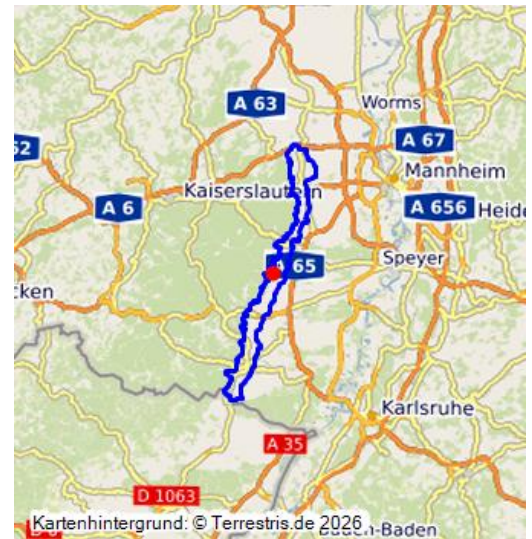 A 63
Worms
A 67
Mannheim
Kaiserslautern
A 6
A 656
Heide
A 65
Speyer
cken
Karlsruhe
A 35
D 1063
Kartenhintergrund: © Terrestris.de 2026
Baden-Baden